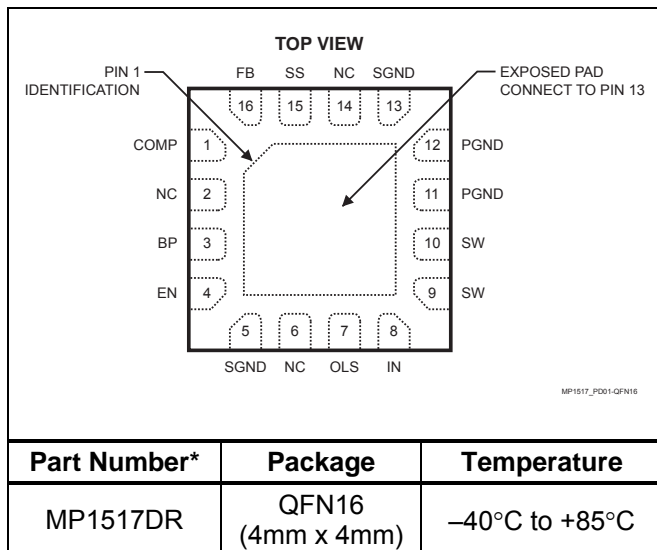 TOP VIEW
PIN 1
IDENTIFICATION
FB SS NC SGND
EXPOSED PAD
CONNECT TO PIN 13
16 15 14 13
COMP 1 12 PGND
NC 2 11 PGND
BP 3 10 SW
EN 4 9 SW
5 6 7 8
SGND NC OLS IN
MP1517_PD01-QFN16
Part Number* Package Temperature
MP1517DR QFN16
(4mm x 4mm) –40°C to +85°C